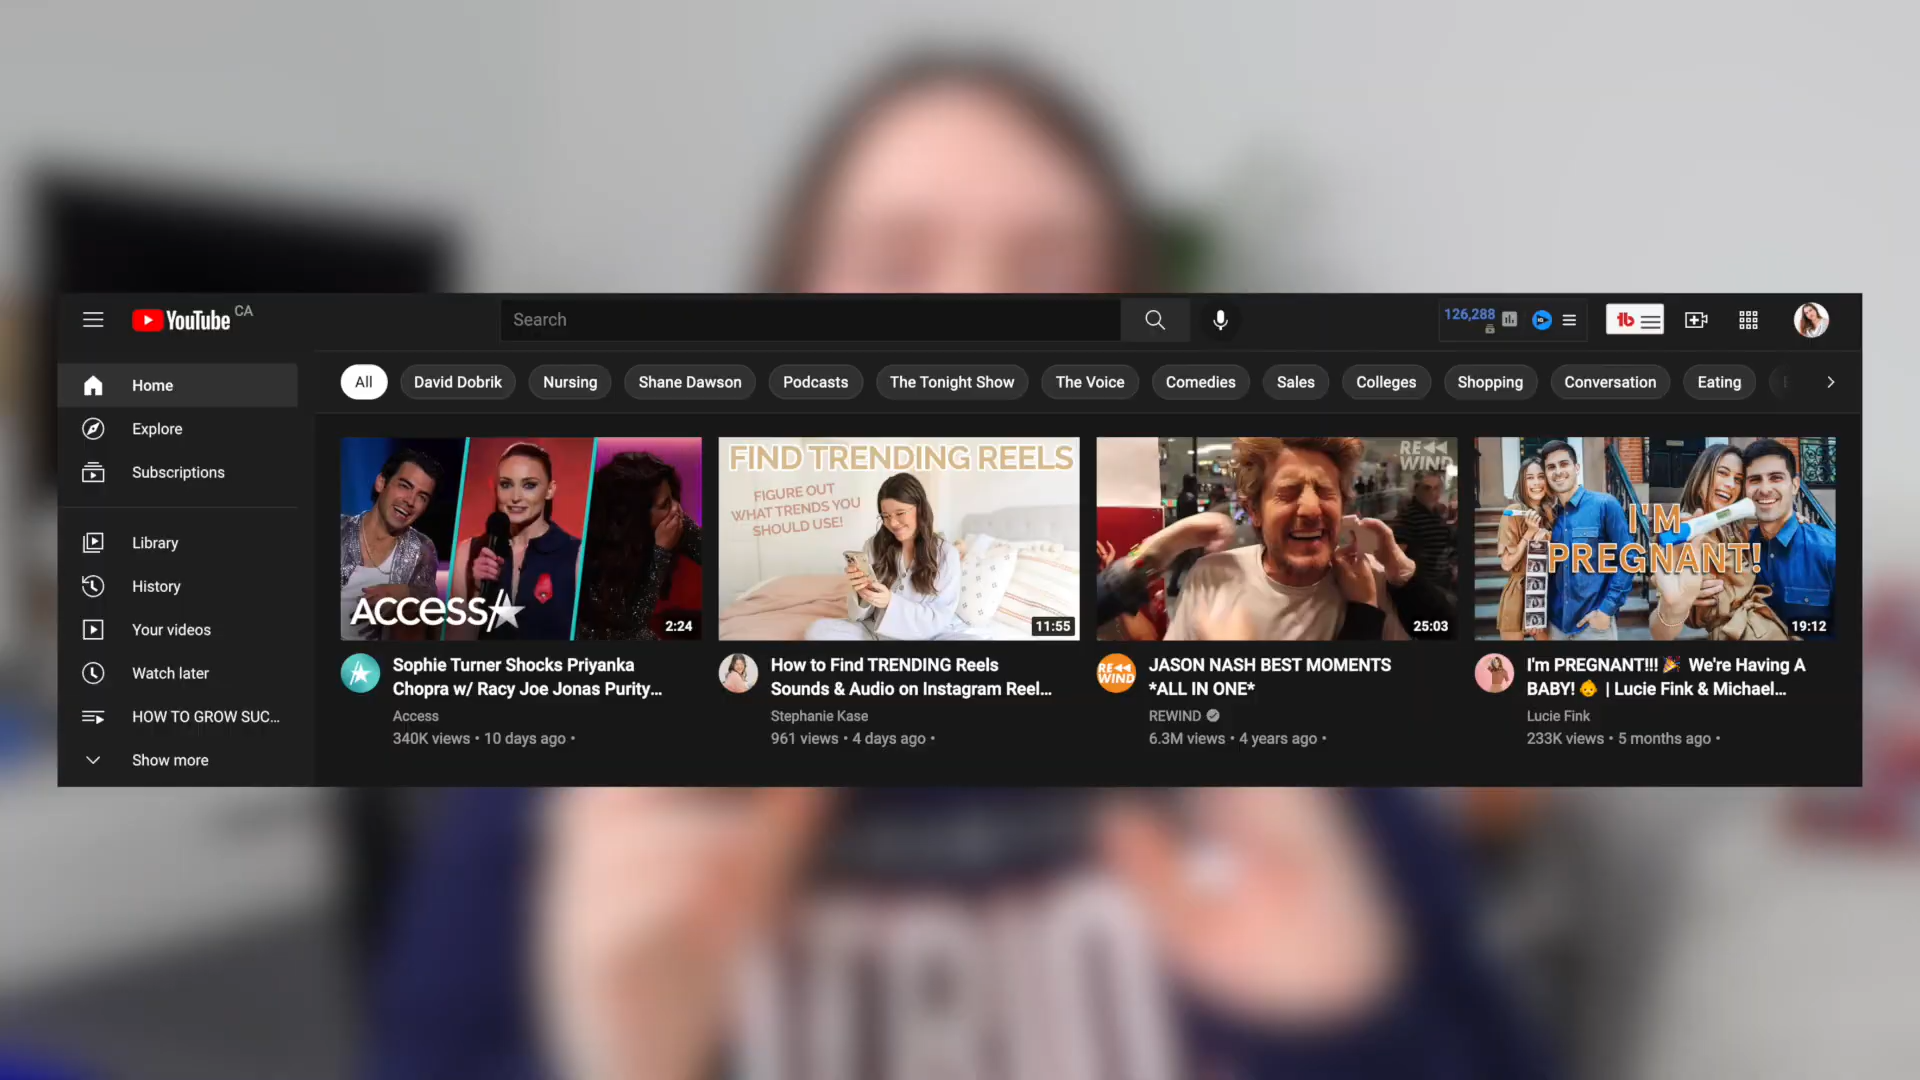 YouTube CA
Search
126,288
Home
Explore
Subscriptions
Library
History
Your videos
Watch later
HOW TO GROW SUC...
Show more
All
David Dobrik
Nursing
Shane Dawson
Podcasts
The Tonight Show
The Voice
Comedies
Sales
Colleges
Shopping
Conversation
Eating
ACCESS
2:24
Sophie Turner Shocks Priyanka
Chopra w/ Racy Joe Jonas Purity...
Access
340K views • 10 days ago •
FIND TRENDING REELS
FIGURE OUT
WHAT TRENDS YOU
SHOULD USE!
11:55
How to Find TRENDING Reels
Sounds & Audio on Instagram Reel...
Stephanie Kase
961 views • 4 days ago •
RE
WIND
25:03
RE
WIND
JASON NASH BEST MOMENTS
*ALL IN ONE*
REWIND
6.3M views • 4 years ago •
I'M
PREGNANT!
19:12
I'm PREGNANT!!! 🎉 We're Having A
BABY! 👶 | Lucie Fink & Michael...
Lucie Fink
233K views • 5 months ago •